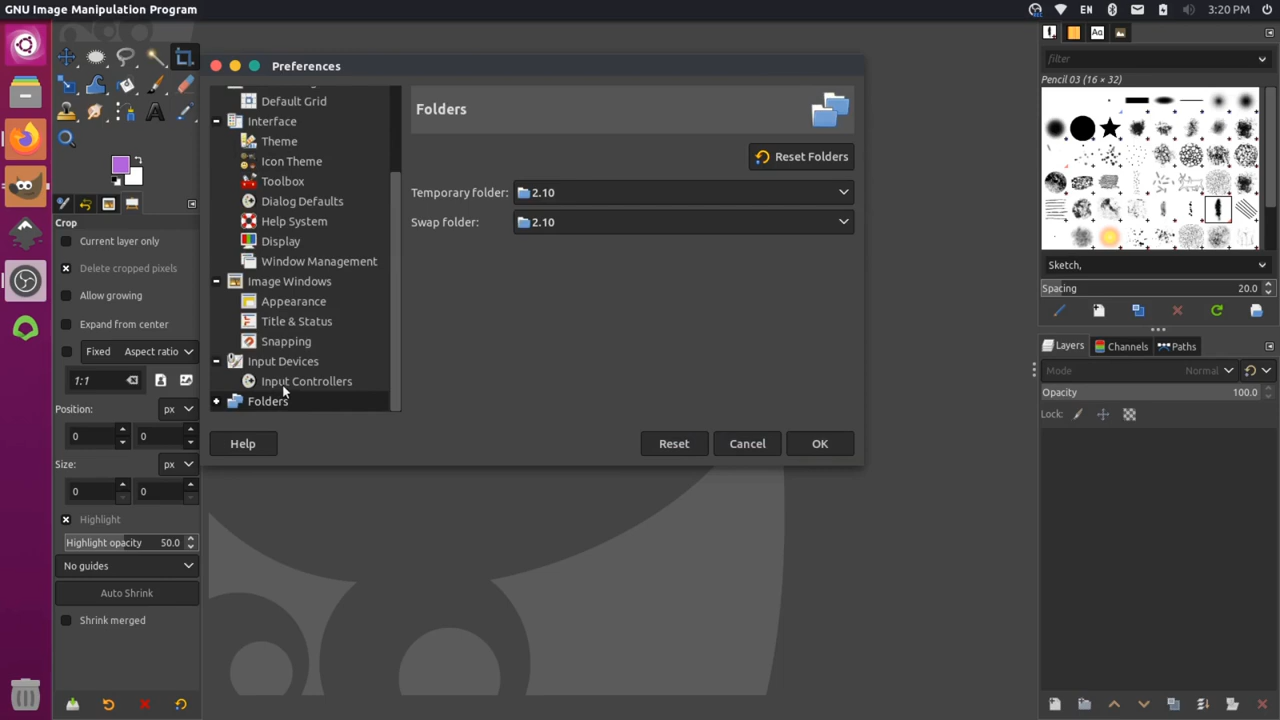 GNU Image Manipulation Program
EN
3:20 PM
Preferences
Default Grid
Interface
Theme
Icon Theme
Toolbox
Dialog Defaults
Help System
Display
Window Management
Image Windows
Appearance
Title & Status
Snapping
Input Devices
Input Controllers
Folders
Folders
Reset Folders
Temporary folder: 2.10
Swap folder: 2.10
Help
Reset
Cancel
OK
Crop
Current layer only
Delete cropped pixels
Allow growing
Expand from center
Fixed Aspect ratio
1:1
Position: px
0 0
Size: px
0 0
Highlight
Highlight opacity 50.0
No guides
Auto Shrink
Shrink merged
Aa
filter
Pencil 03 (16 × 32)
Sketch,
Spacing 20.0
Layers Channels Paths
Mode Normal
Opacity 100.0
Lock: